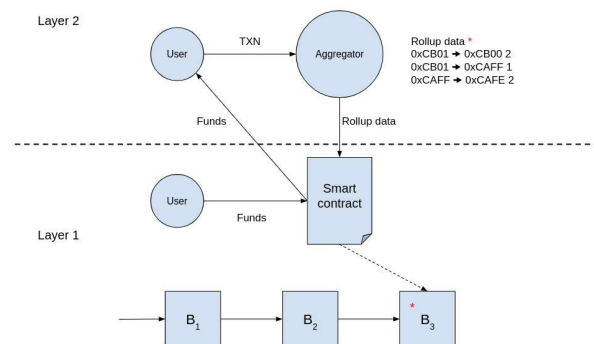 Layer 2
User
TXN
Aggregator
Rollup data *
0xCB01 → 0xCB00 2
0xCB01 → 0xCAFF 1
0xCAFF → 0xCAFE 2
Funds
Rollup data
Smart
contract
User
Funds
Layer 1
B1
B2
*
B3